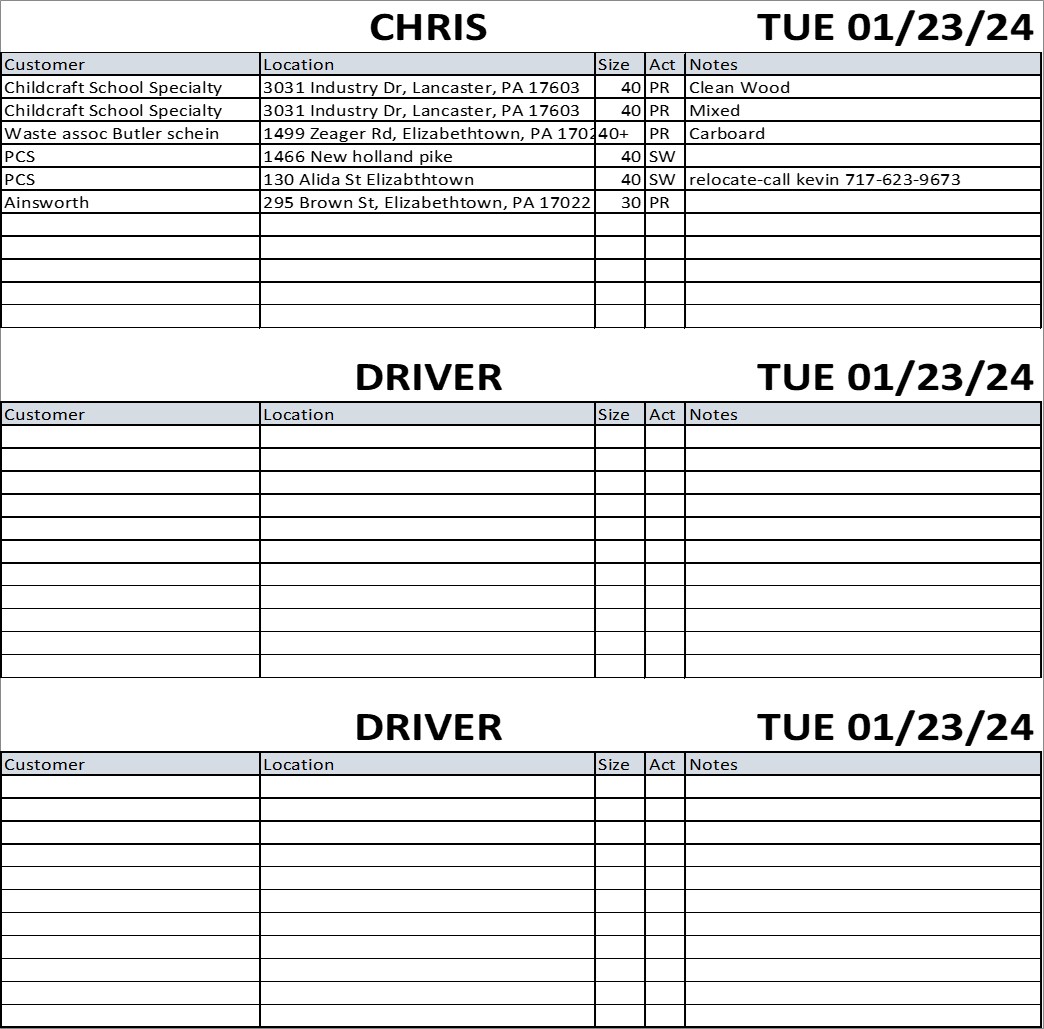 CHRIS TUE 01/23/24
Customer Location Size Act Notes
Childcraft School Specialty 3031 Industry Dr, Lancaster, PA 17603 40 PR Clean Wood
Childcraft School Specialty 3031 Industry Dr, Lancaster, PA 17603 40 PR Mixed
Waste assoc Butler schein 1499 Zeager Rd, Elizabethtown, PA 1702 40+ PR Carboard
PCS 1466 New holland pike 40 SW
PCS 130 Alida St Elizabthtown 40 SW relocate-call kevin 717-623-9673
Ainsworth 295 Brown St, Elizabethtown, PA 17022 30 PR
DRIVER TUE 01/23/24
Customer Location Size Act Notes
DRIVER TUE 01/23/24
Customer Location Size Act Notes